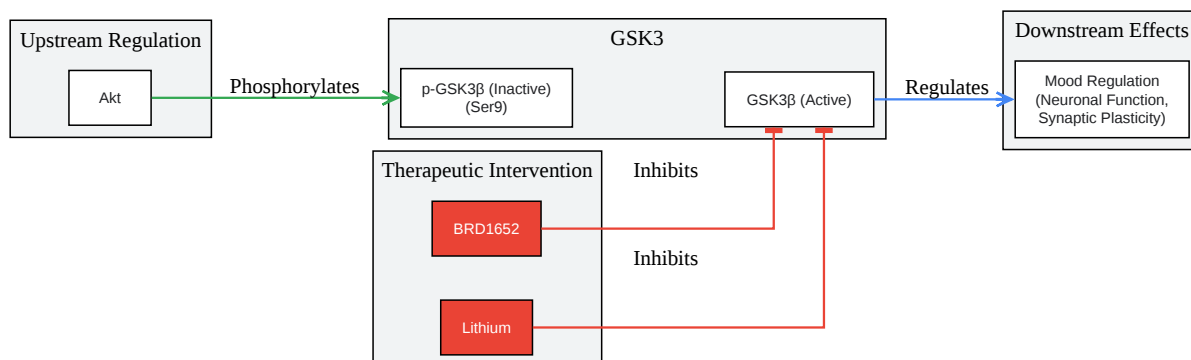 Upstream Regulation
Akt
Phosphorylates
GSK3
p-GSK3β (Inactive)
(Ser9)
GSK3β (Active)
Regulates
Downstream Effects
Mood Regulation
(Neuronal Function,
Synaptic Plasticity)
Therapeutic Intervention
Inhibits
BRD1652
Inhibits
Lithium